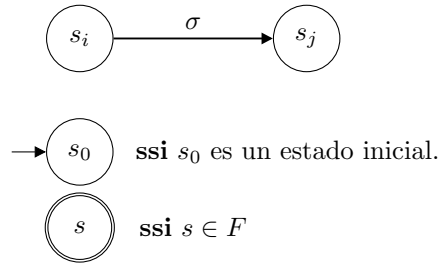 σ
s_i s_j
s_0 ssi s_0 es un estado inicial.
s ssi s ∈ F